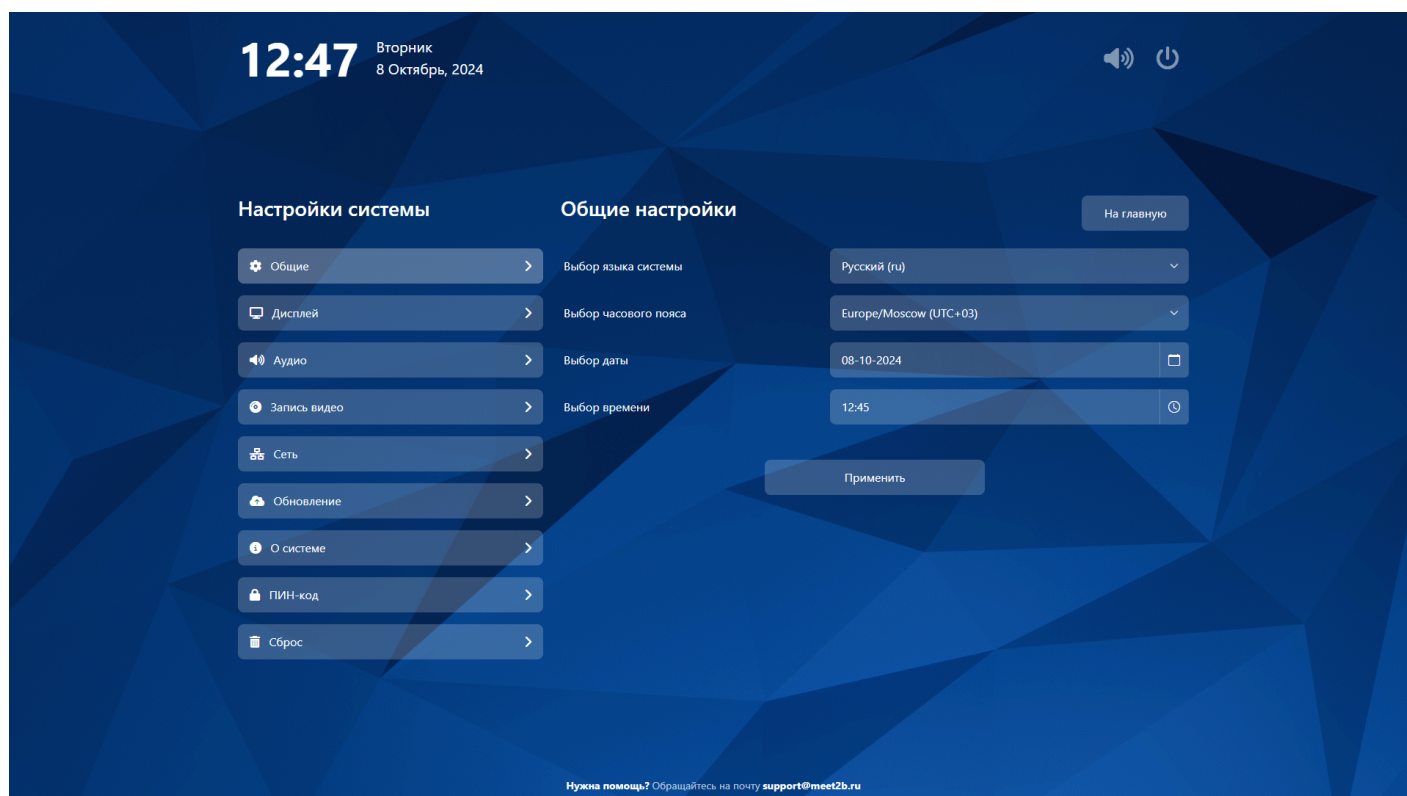 12:47
Вторник
8 Октябрь, 2024
Настройки системы
Общие
Дисплей
Аудио
Запись видео
Сеть
Обновление
О системе
ПИН-код
Сброс
Общие настройки
На главную
Выбор языка системы
Русский (ru)
Выбор часового пояса
Europe/Moscow (UTC+03)
Выбор даты
08-10-2024
Выбор времени
12:45
Применить
Нужна помощь? Обращайтесь на почту support@meet2b.ru